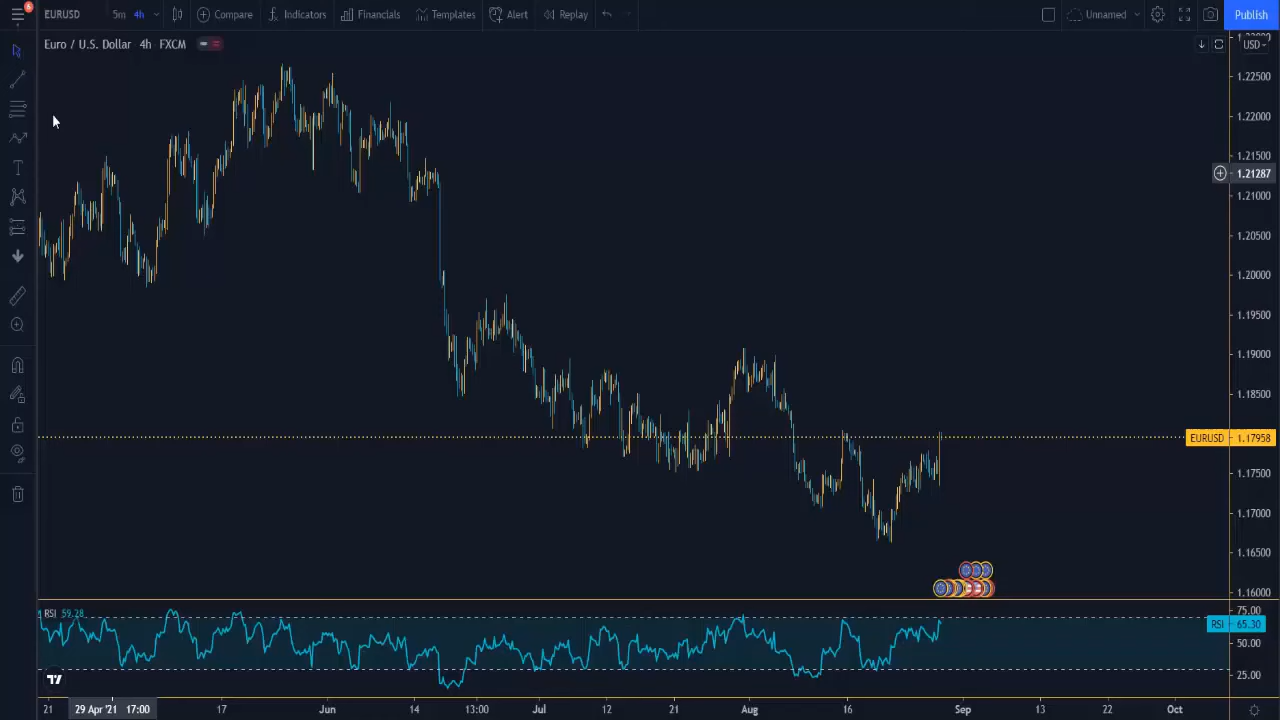 6
EURUSD 5m 4h Compare Indicators Financials Templates Alert Replay Unnamed Publish
Euro / U.S. Dollar 4h FXCM
USD
1.22500
1.22000
1.21500
1.21287
1.21000
1.20500
1.20000
1.19500
1.19000
1.18500
EURUSD 1.17958
1.17500
1.17000
1.16500
1.16000
RSI 59.28
75.00
RSI 65.30
50.00
25.00
21 29 Apr '21 17:00 17 Jun 14 13:00 Jul 12 21 Aug 16 Sep 13 22 Oct